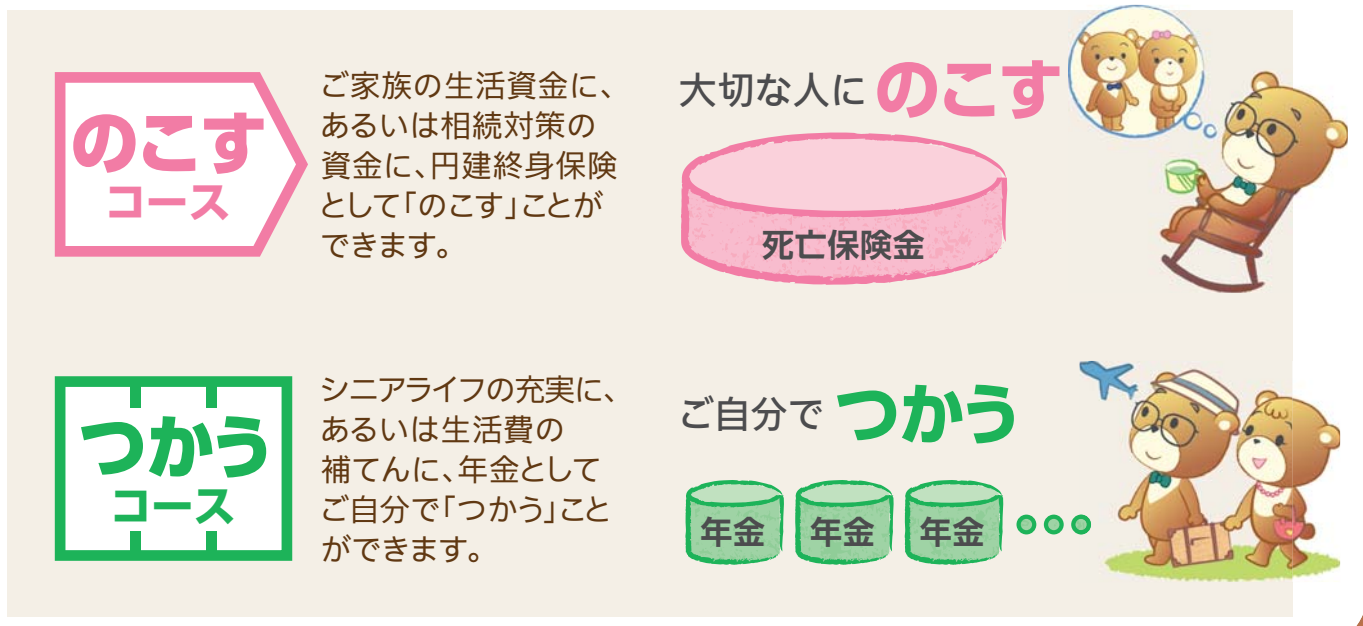 のこす
コース
ご家族の生活資金に、
あるいは相続対策の
資金に、円建終身保険
として「のこす」ことが
できます。
大切な人に のこす
死亡保険金
つかう
コース
シニアライフの充実に、
あるいは生活費の
補てんに、年金として
ご自分で「つかう」こと
ができます。
ご自分で つかう
年金 年金 年金